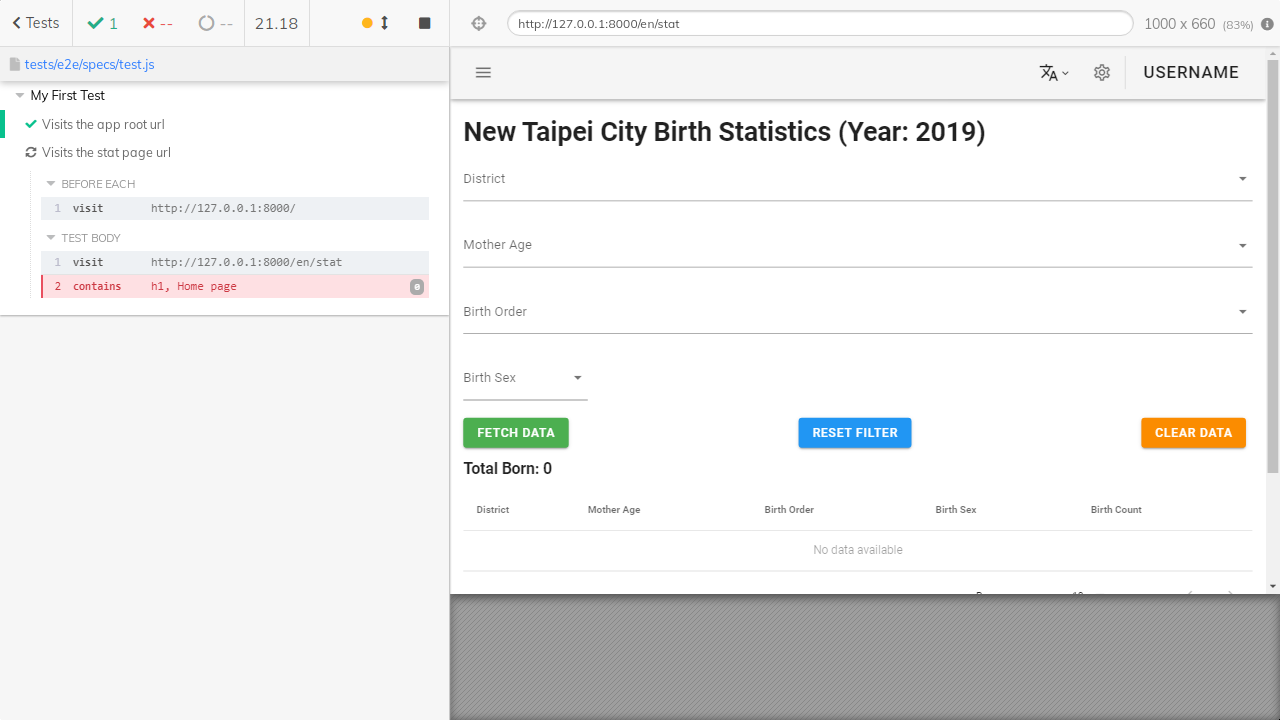 Tests 1 -- -- 21.18
http://127.0.0.1:8000/en/stat 1000 x 660 (83%)
tests/e2e/specs/test.js
My First Test
Visits the app root url
Visits the stat page url
BEFORE EACH
1 visit http://127.0.0.1:8000/
TEST BODY
1 visit http://127.0.0.1:8000/en/stat
2 contains h1, Home page e
USERNAME
New Taipei City Birth Statistics (Year: 2019)
District
Mother Age
Birth Order
Birth Sex
FETCH DATA RESET FILTER CLEAR DATA
Total Born: 0
District Mother Age Birth Order Birth Sex Birth Count
No data available